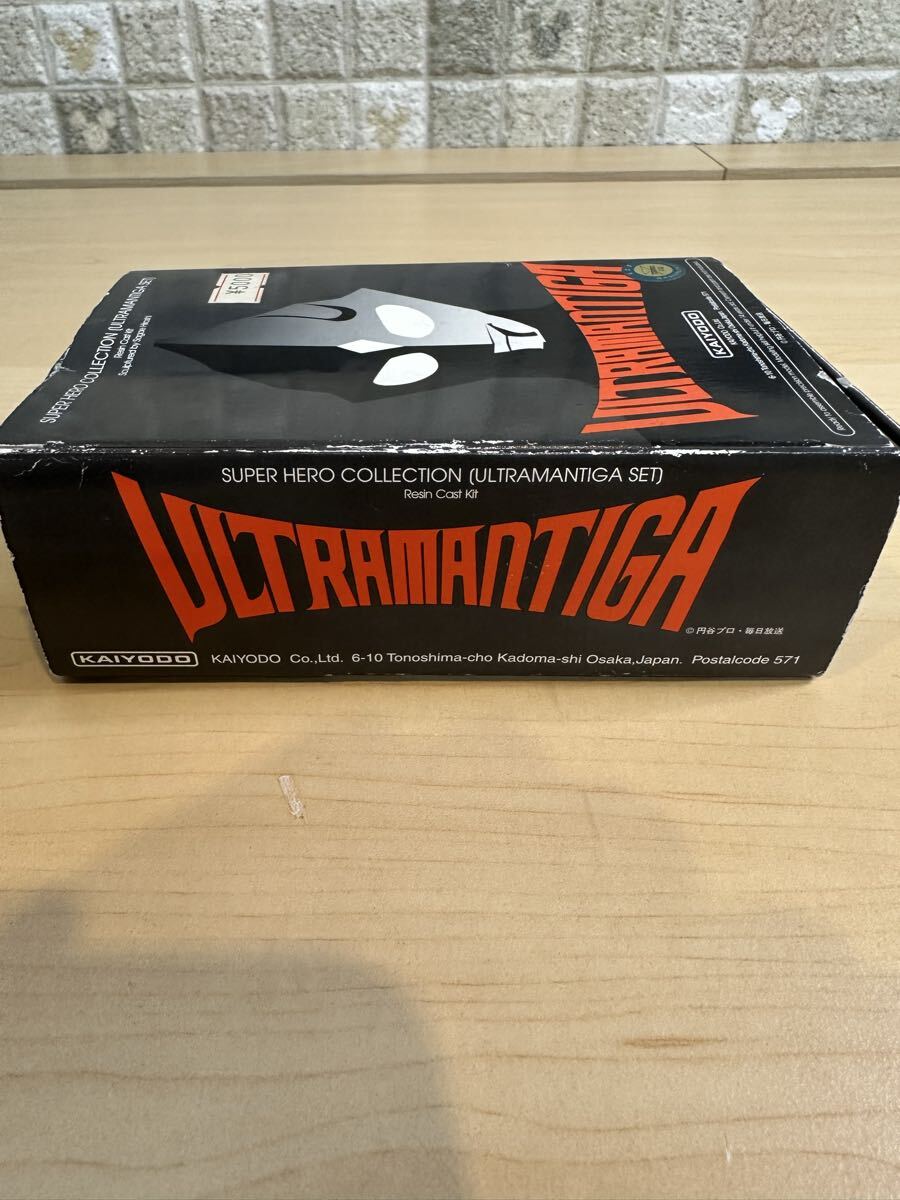 SUPER HERO COLLECTION (ULTRAMANTIGA SET)
Resin Cast Kit
¥5000
ULTRAMANTIGA
KAIYODO
SUPER HERO COLLECTION (ULTRAMANTIGA SET)
Resin Cast Kit
ULTRAMANTIGA
©円谷プロ・毎日放送
KAIYODO KAIYODO Co.,Ltd. 6-10 Tonoshima-cho Kadoma-shi Osaka,Japan. Postalcode 571